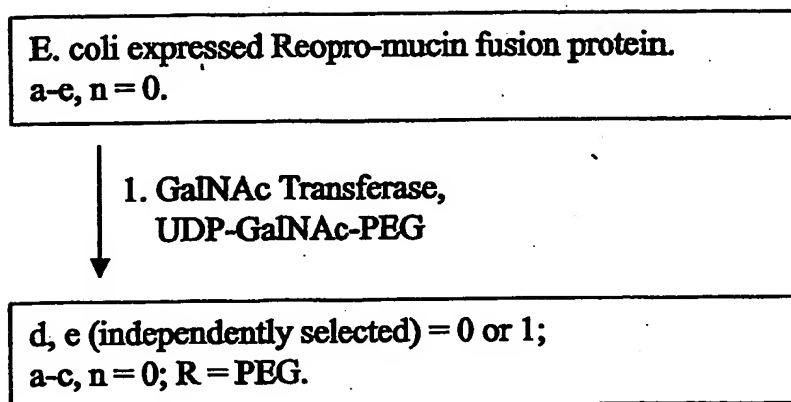 E. coli expressed Reopro-mucin fusion protein.
a-e, n = 0.
1. GalNAc Transferase,
UDP-GalNAc-PEG
d, e (independently selected) = 0 or 1;
a-c, n = 0; R = PEG.